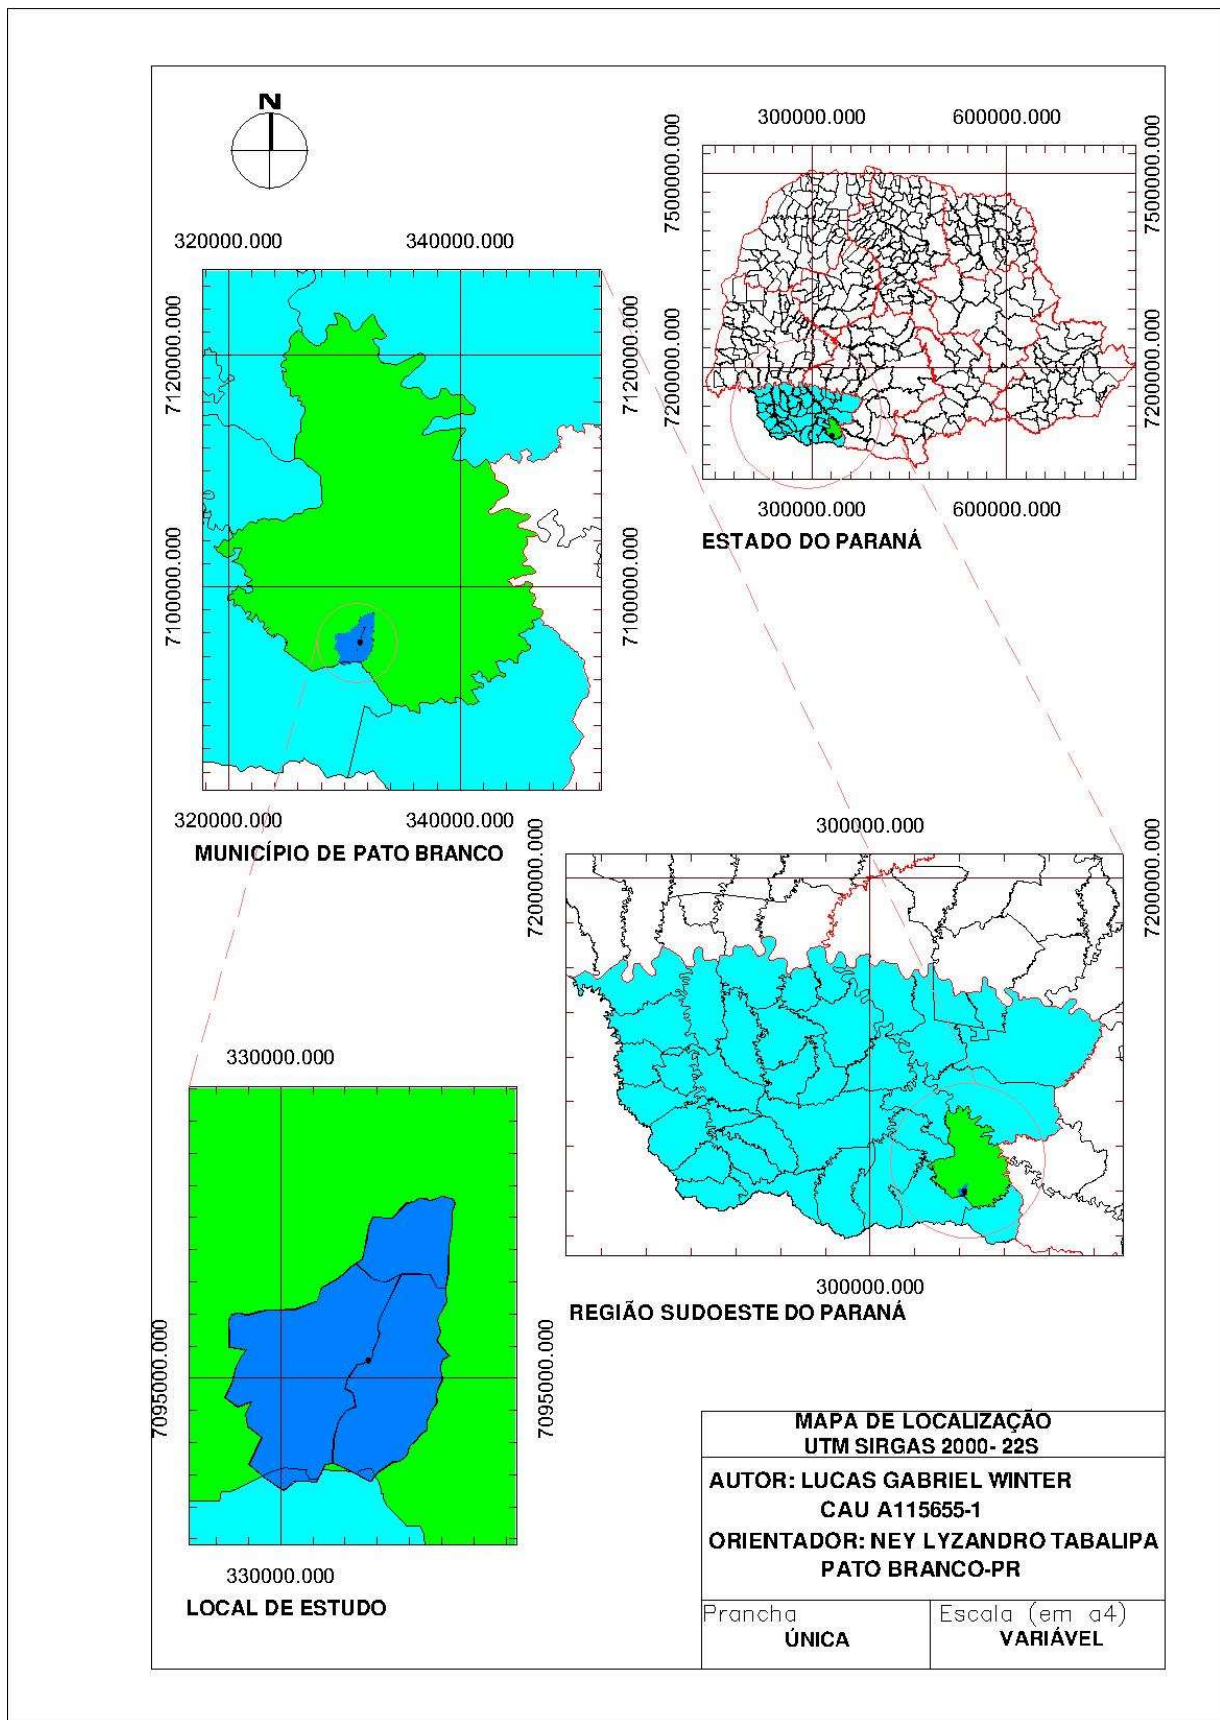 N
320000.000
340000.000
7120000.000
7120000.000
7100000.000
7100000.000
320000.000
340000.000
MUNICÍPIO DE PATO BRANCO
300000.000
600000.000
7500000.000
7500000.000
7200000.000
7200000.000
300000.000
600000.000
ESTADO DO PARANÁ
300000.000
7200000.000
7200000.000
300000.000
REGIÃO SUDOESTE DO PARANÁ
330000.000
7095000.000
7095000.000
330000.000
LOCAL DE ESTUDO
MAPA DE LOCALIZAÇÃO
UTM SIRGAS 2000- 22S
AUTOR: LUCAS GABRIEL WINTER
CAU A115655-1
ORIENTADOR: NEY LYZANDRO TABALIPA
PATO BRANCO-PR
Prancha
ÚNICA
Escala (em a4)
VARIÁVEL